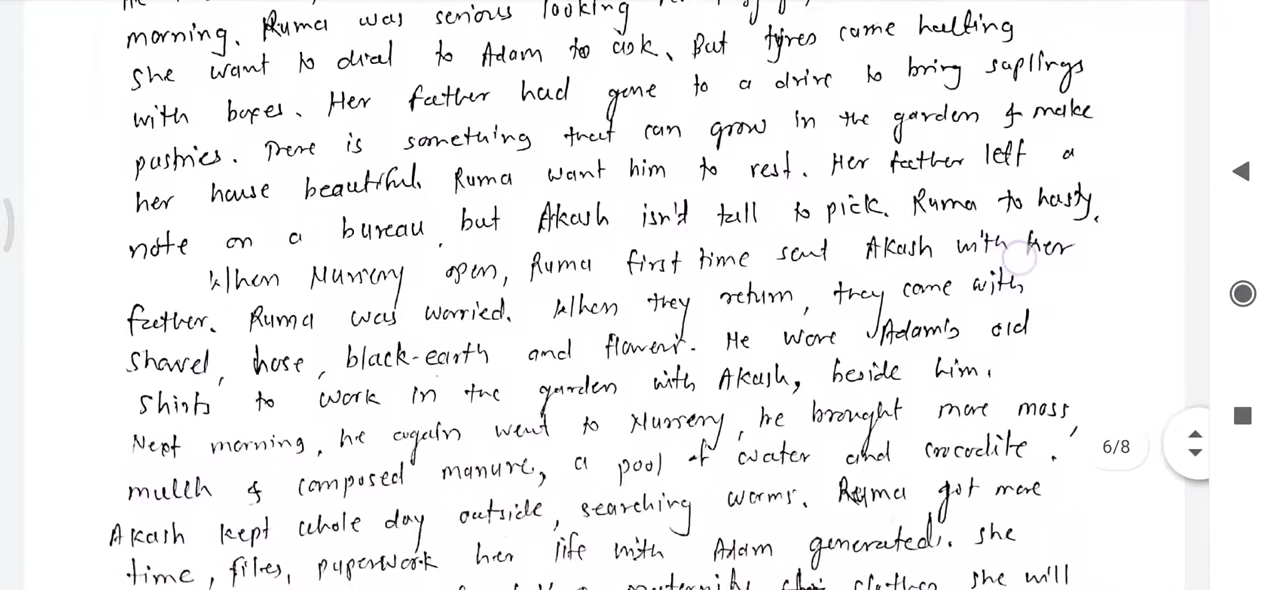 morning. Ruma was serious looking
She want to dial to Adam to ask. But tyres came halting
with boxes. Her father had gone to a drive to bring saplings
pastries. There is something that can grow in the garden & make
her house beautiful. Ruma want him to rest. Her father left a
note on a bureau, but Akash isn'd tall to pick. Ruma to hasty.
When Nursery open, Ruma first time sent Akash with her
father. Ruma was worried. When they return, they come with
shovel, hose, black-earth and flowers. He wore Adam's old
shirts to work in the garden with Akash, beside him.
Next morning, he again went to Nursery, he brought more moss,
mulch & composed manure, a pool of water and crocodile.
Akash kept whole day outside, searching worms. Ruma got more
time, files, paperwork her life with Adam generated. she
clothes she will
6/8